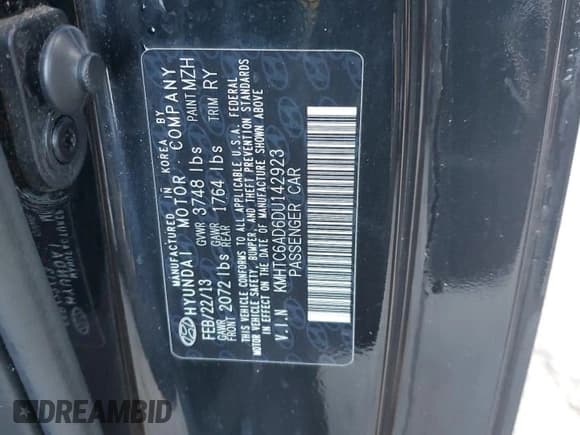 MANUFACTURED IN KOREA BY
HYUNDAI MOTOR COMPANY
FEB/22/13 GVWR 3748 lbs PAINT MZH
GAWR FRONT 2072 lbs GAWR REAR 1764 lbs TRIM RY
THIS VEHICLE CONFORMS TO ALL APPLICABLE U.S.A. FEDERAL
MOTOR VEHICLE SAFETY, BUMPER, AND THEFT PREVENTION STANDARDS
IN EFFECT ON THE DATE OF MANUFACTURE SHOWN ABOVE
V.I.N KMHTC6AD6DU142923
PASSENGER CAR
DREAMBID